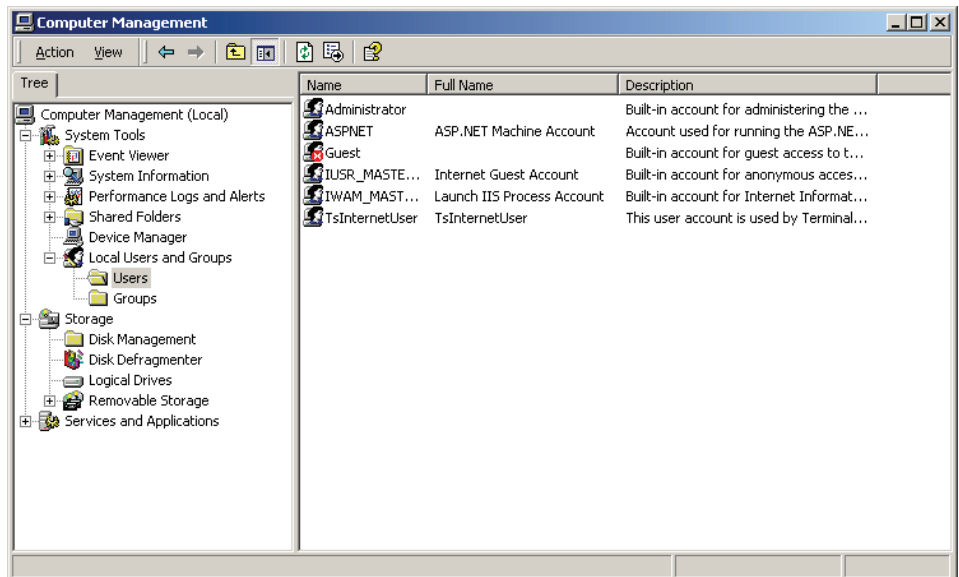 Computer Management
Action View
Tree
Computer Management (Local)
System Tools
Event Viewer
System Information
Performance Logs and Alerts
Shared Folders
Device Manager
Local Users and Groups
Users
Groups
Storage
Disk Management
Disk Defragmenter
Logical Drives
Removable Storage
Services and Applications
Name Full Name Description
Administrator Built-in account for administering the ...
ASPNET ASP.NET Machine Account Account used for running the ASP.NE...
Guest Built-in account for guest access to t...
IUSR_MASTE... Internet Guest Account Built-in account for anonymous acces...
IWAM_MAST... Launch IIS Process Account Built-in account for Internet Informat...
TsInternetUser TsInternetUser This user account is used by Terminal...